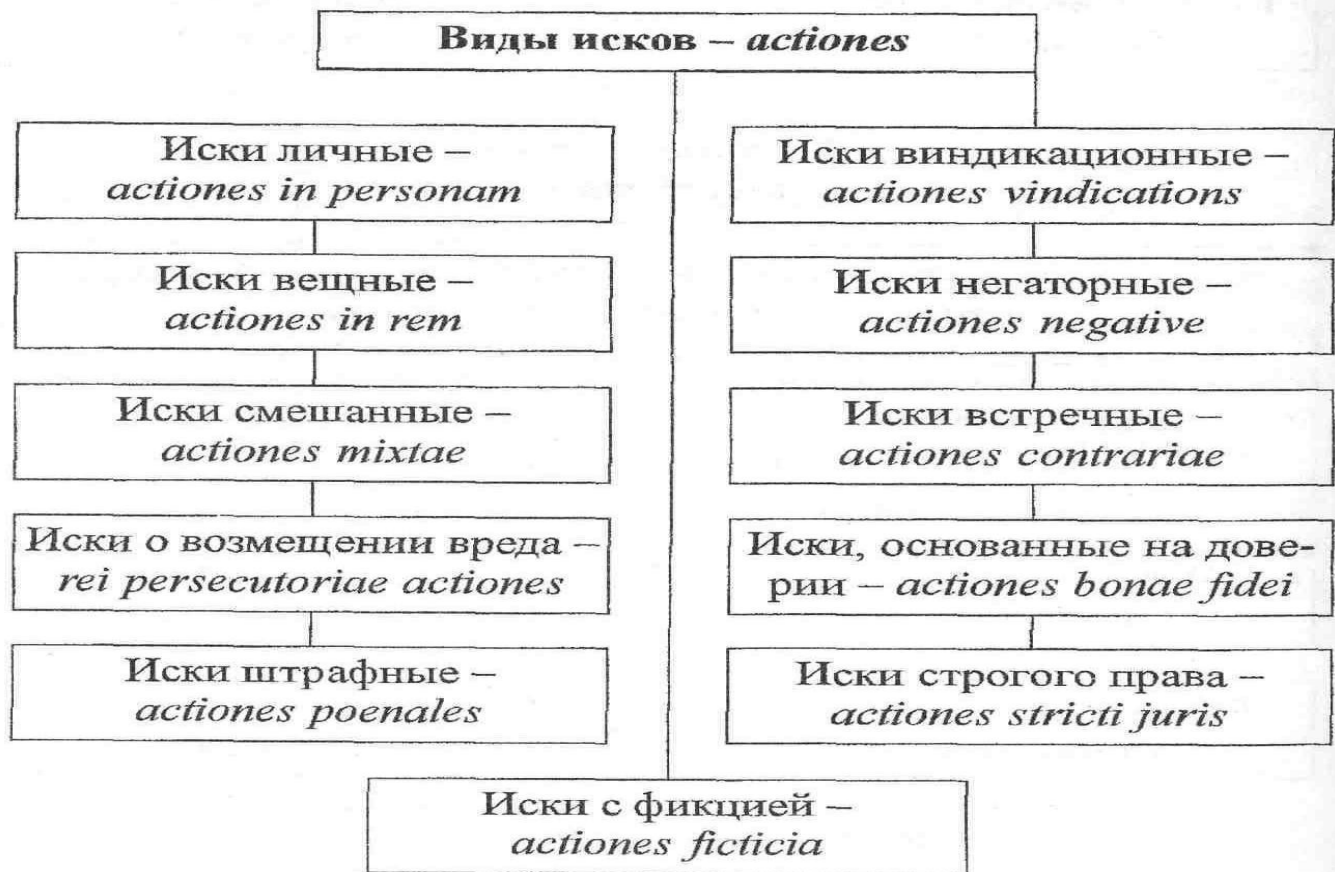 Виды исков – actiones
Иски личные –
actiones in personam
Иски вещные –
actiones in rem
Иски смешанные –
actiones mixtae
Иски о возмещении вреда –
rei persecutoriae actiones
Иски штрафные –
actiones poenales
Иски виндикационные –
actiones vindications
Иски негаторные –
actiones negative
Иски встречные –
actiones contrariae
Иски, основанные на дове-
рии – actiones bonae fidei
Иски строгого права –
actiones stricti juris
Иски с фикцией –
actiones ficticia